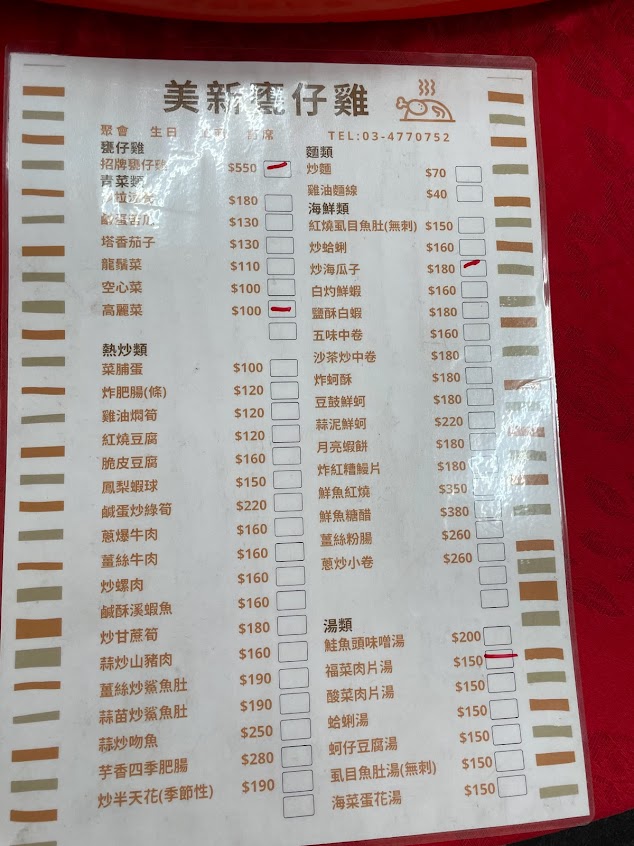 美新甕仔雞
聚會 生日 席
TEL:03-4770752
甕仔雞
招牌甕仔雞 $550
青菜類
拉 $180
鹹蛋苦瓜 $130
塔香茄子 $130
龍鬚菜 $110
空心菜 $100
高麗菜 $100
熱炒類
菜脯蛋 $100
炸肥腸(條) $120
雞油燜筍 $120
紅燒豆腐 $120
脆皮豆腐 $160
鳳梨蝦球 $150
鹹蛋炒綠筍 $220
蔥爆牛肉 $160
薑絲牛肉 $160
炒螺肉 $160
鹹酥溪蝦魚 $160
炒甘蔗筍 $180
蒜炒山豬肉 $160
薑絲炒鯊魚肚 $190
蒜苗炒鯊魚肚 $190
蒜炒吻魚 $250
芋香四季肥腸 $280
炒半天花(季節性) $190
麵類
炒麵 $70
雞油麵線 $40
海鮮類
紅燒虱目魚肚(無刺) $150
炒蛤蜊 $160
炒海瓜子 $180
白灼鮮蝦 $160
鹽酥白蝦 $180
五味中卷 $160
沙茶炒中卷 $180
炸蚵酥 $180
豆鼓鮮蚵 $180
蒜泥鮮蚵 $220
月亮蝦餅 $180
炸紅糟鰻片 $180
鮮魚紅燒 $350
鮮魚糖醋 $380
薑絲粉腸 $260
蔥炒小卷 $260
湯類
鮭魚頭味噌湯 $200
福菜肉片湯 $150
酸菜肉片湯 $150
蛤蜊湯 $150
蚵仔豆腐湯 $150
虱目魚肚湯(無刺) $150
海菜蛋花湯 $150